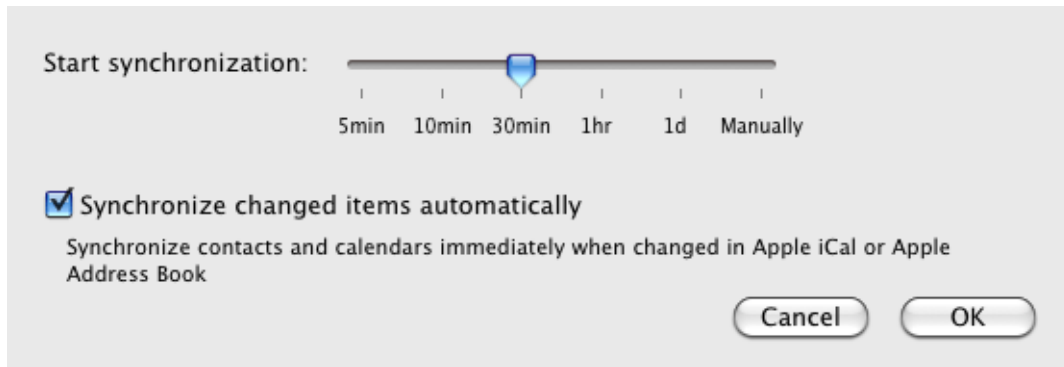 Start synchronization:
5min 10min 30min 1hr 1d Manually
Synchronize changed items automatically
Synchronize contacts and calendars immediately when changed in Apple iCal or Apple
Address Book
Cancel OK